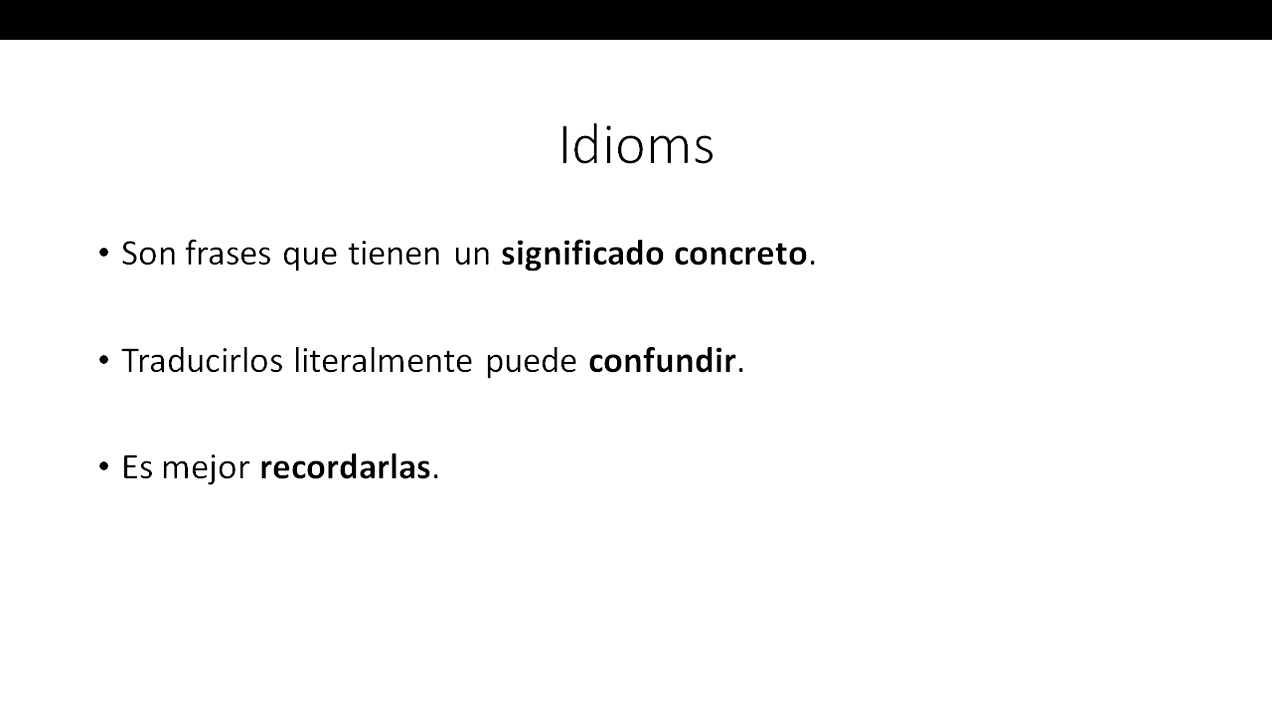 Idioms
• Son frases que tienen un significado concreto.
• Traducirlos literalmente puede confundir.
• Es mejor recordarlas.